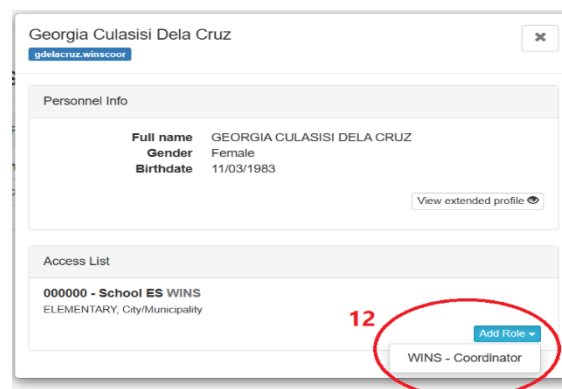 Georgia Culasisi Dela Cruz
gdelacruz.winscoor
Personnel Info
Full name GEORGIA CULASISI DELA CRUZ
Gender Female
Birthdate 11/03/1983
View extended profile
Access List
000000 - School ES WINS
ELEMENTARY, City/Municipality
12
Add Role
WINS - Coordinator